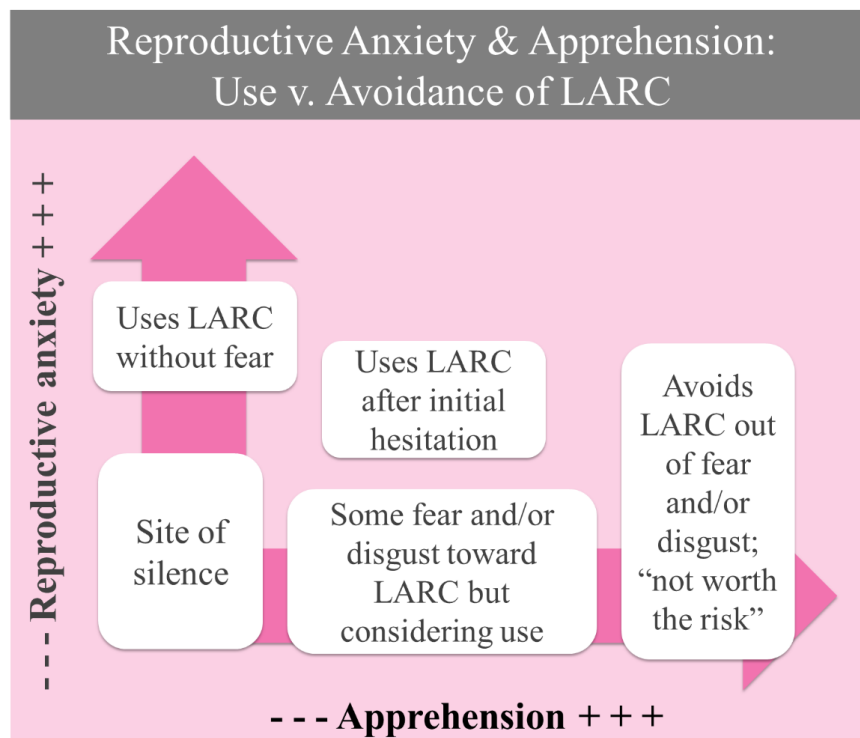 Reproductive Anxiety & Apprehension:
Use v. Avoidance of LARC
- - - Reproductive anxiety + + +
Uses LARC
without fear
Uses LARC
after initial
hesitation
Avoids
LARC out
of fear
and/or
disgust;
“not worth
the risk”
Site of
silence
Some fear and/or
disgust toward
LARC but
considering use
- - - Apprehension + + +